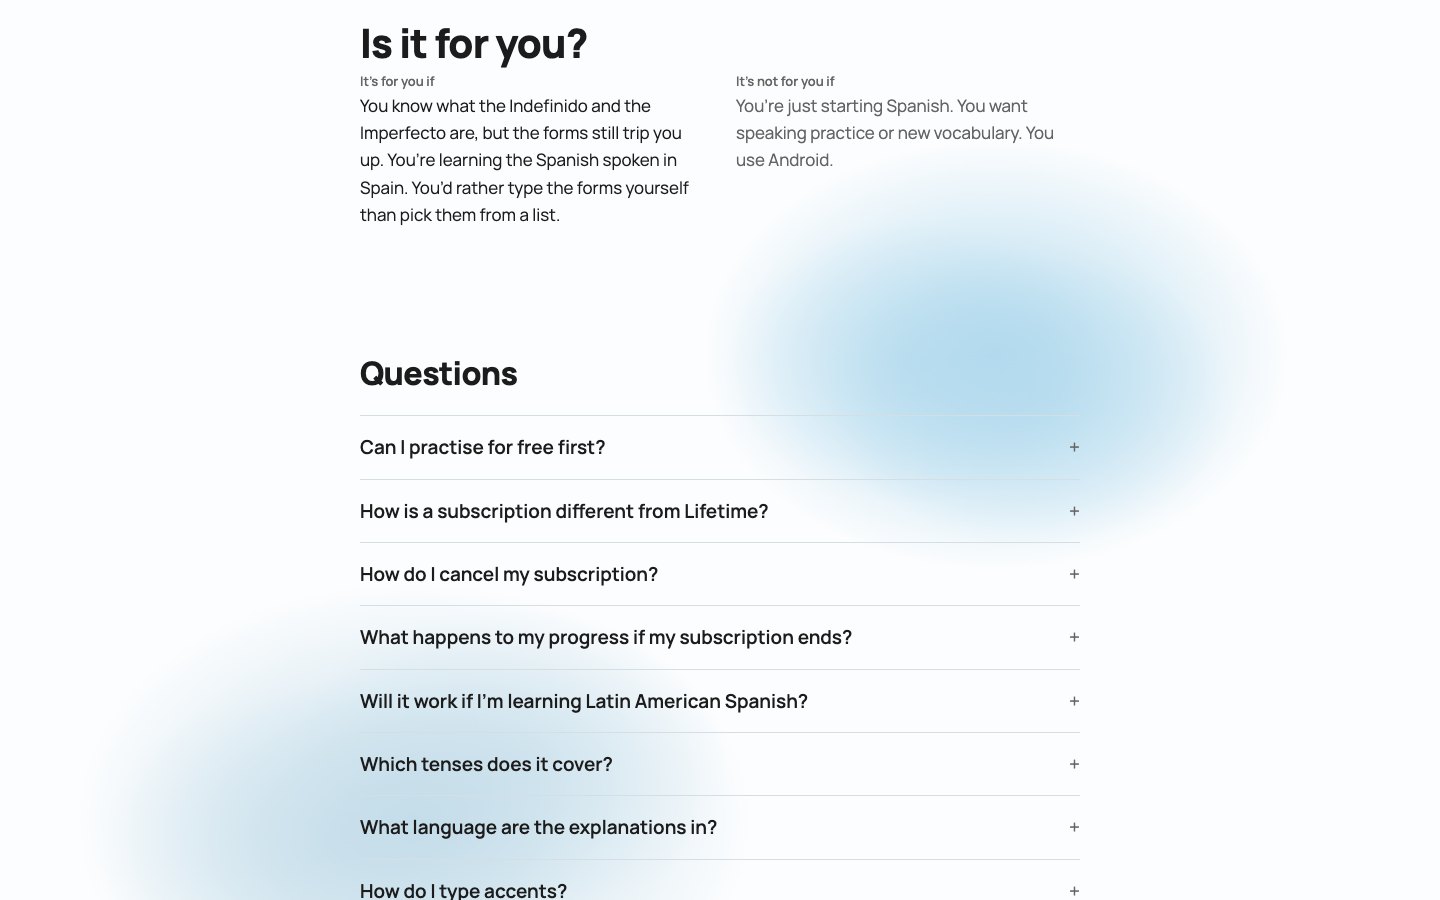 Is it for you?
It's for you if
You know what the Indefinido and the
Imperfecto are, but the forms still trip you
up. You're learning the Spanish spoken in
Spain. You'd rather type the forms yourself
than pick them from a list.
It's not for you if
You're just starting Spanish. You want
speaking practice or new vocabulary. You
use Android.
Questions
Can I practise for free first?
+
How is a subscription different from Lifetime?
+
How do I cancel my subscription?
+
What happens to my progress if my subscription ends?
+
Will it work if I'm learning Latin American Spanish?
+
Which tenses does it cover?
+
What language are the explanations in?
+
How do I type accents?
+